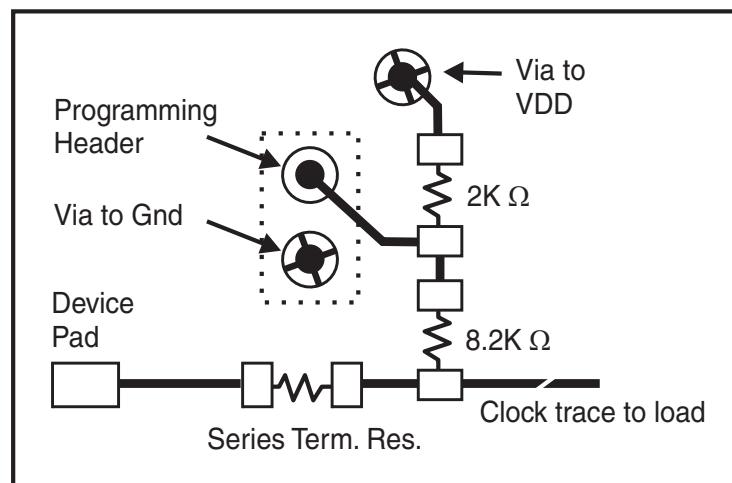 Via to
VDD
Programming
Header
2K Ω
Via to Gnd
Device
Pad
8.2K Ω
Clock trace to load
Series Term. Res.